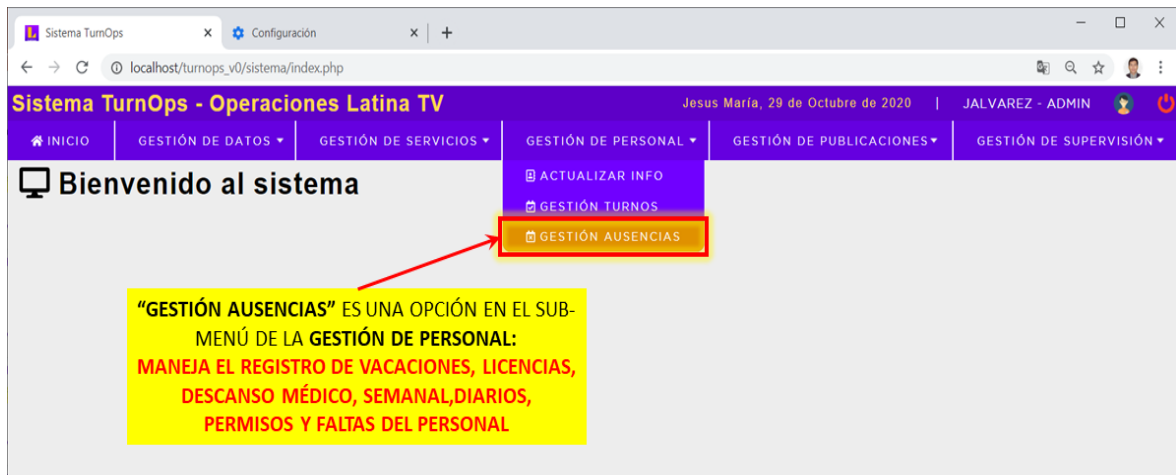 Sistema TurnOps
Configuración
localhost/turnops_v0/sistema/index.php
Sistema TurnOps - Operaciones Latina TV
Jesus María, 29 de Octubre de 2020 | JALVAREZ - ADMIN
INICIO
GESTIÓN DE DATOS
GESTIÓN DE SERVICIOS
GESTIÓN DE PERSONAL
GESTIÓN DE PUBLICACIONES
GESTIÓN DE SUPERVISIÓN
Bienvenido al sistema
ACTUALIZAR INFO
GESTIÓN TURNOS
GESTIÓN AUSENCIAS
“GESTIÓN AUSENCIAS” ES UNA OPCIÓN EN EL SUB-
MENÚ DE LA GESTIÓN DE PERSONAL:
MANEJA EL REGISTRO DE VACACIONES, LICENCIAS,
DESCANSO MÉDICO, SEMANAL,DIARIOS,
PERMISOS Y FALTAS DEL PERSONAL